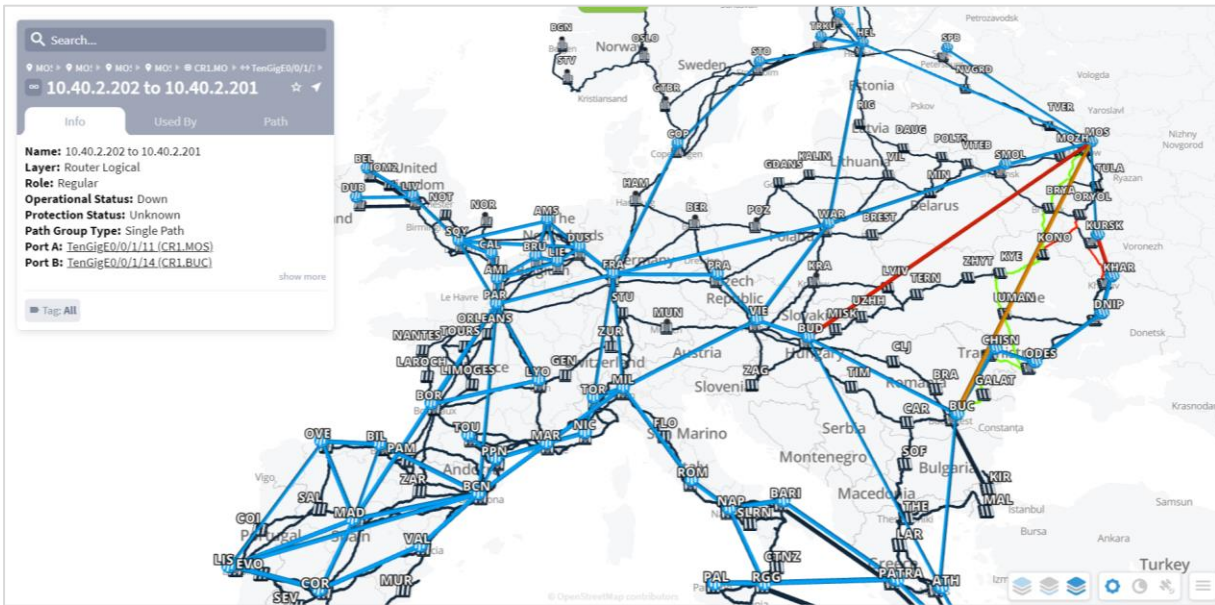 Search...
MO! MO! MO! MO! CR1.MO TenGigE0/0/1/1
10.40.2.202 to 10.40.2.201
Info Used By Path
Name: 10.40.2.202 to 10.40.2.201
Layer: Router Logical
Role: Regular
Operational Status: Down
Protection Status: Unknown
Path Group Type: Single Path
Port A: TenGigE0/0/1/11 (CR1.MOS)
Port B: TenGigE0/0/1/14 (CR1.BUC)
show more
Tag: All
BGN
OSLO
Norway
STV
Kristiansand
GTBR
Sweden
STO
TRKU
HEL
SPB
Petrozavodsk
NVGRD
Estonia
Pskov
Vologda
Yaroslavl
TVER
Nizhny
Novgorod
MOZH
MOS
RIG
Latvia
DAUG
POLTS
VITEB
SMOL
TULA
Ryazan
COP
Copenhagen
KALIN
GDANS
Lithuania
VIL
MIN
BRYA
ORYOL
BEL
United
DUB
LIV
NOT
NOR
HAM
BER
POZ
WAR
BREST
Belarus
KURSK
KONO
Voronezh
SOY
CAL
AMS
The
Netherlands
BRU
LIE
DUS
AMI
FRA
Germany
PRA
Czech
Republic
Poland
KRA
LVIV
TERN
ZHYT
KYE
KHAR
Le Havre
PAR
STU
UZHH
MISK
Slovakia
UMAN
DNIP
Donetsk
ORLEANS
NANTES
TOURS
MUN
VIE
BUD
Hungary
CHISN
ODES
LAROCH
LIMOGES
ZUR
Switzerland
Austria
CLJ
GEN
LYO
ZAG
Slovenia
TIM
Romania
BRA
GALAT
BOR
Bordeaux
TOR
MIL
BUC
Constanța
Krasnodar
OVE
BIL
PAM
TOU
PPN
MAR
NIC
FLO
San Marino
Serbia
CAR
SOF
Bulgaria
Vigo
ZAR
Andorra
BCN
Montenegro
KIR
MAL
SAL
COI
Portugal
MAD
Spain
ROM
NAP
BARI
SLRN
Macedonia
THE
Istanbul
Bursa
Samsun
Ankara
LIS
EVO
VAL
COR
SEV
MUR
CTNZ
LAR
Greece
Turkey
PAL
RGG
PATRA
ATH
© OpenStreetMap contributors